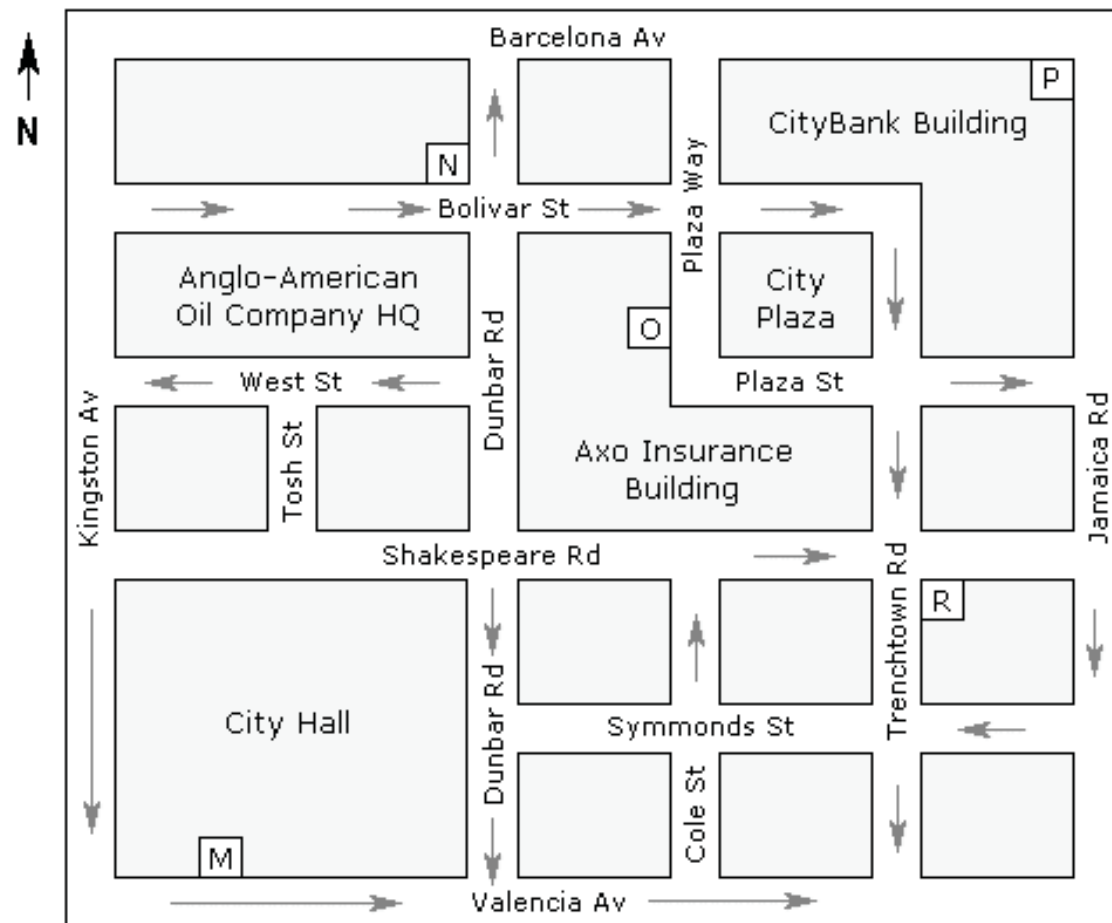 Barcelona Av
N
P
CityBank Building
N
Bolivar St
Plaza Way
Anglo-American
Oil Company HQ
City
Plaza
O
Dunbar Rd
West St
Plaza St
Kingston Av
Tosh St
Axo Insurance
Building
Jamaica Rd
Shakespeare Rd
Trenchtown Rd
R
City Hall
Dunbar Rd
Symmonds St
Cole St
M
Valencia Av